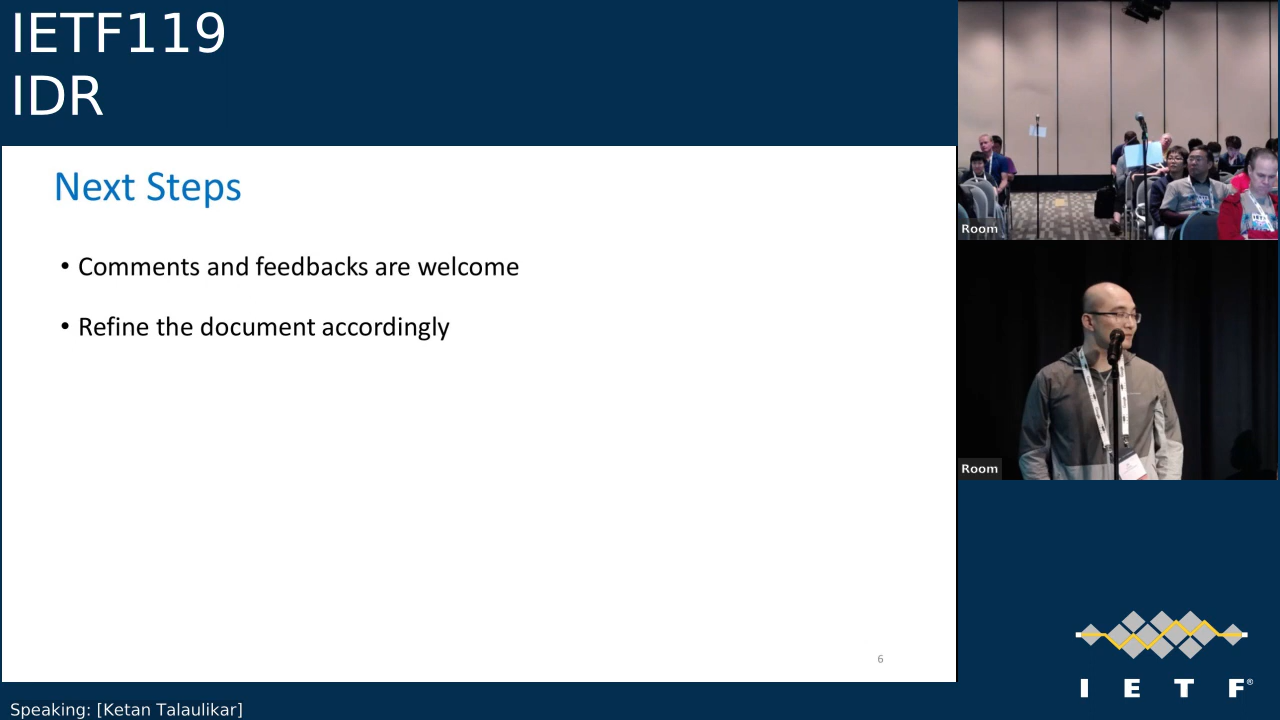 IETF119
IDR
Next Steps
• Comments and feedbacks are welcome
• Refine the document accordingly
6
Room
Room
I E T F®
Speaking: [Ketan Talaulikar]